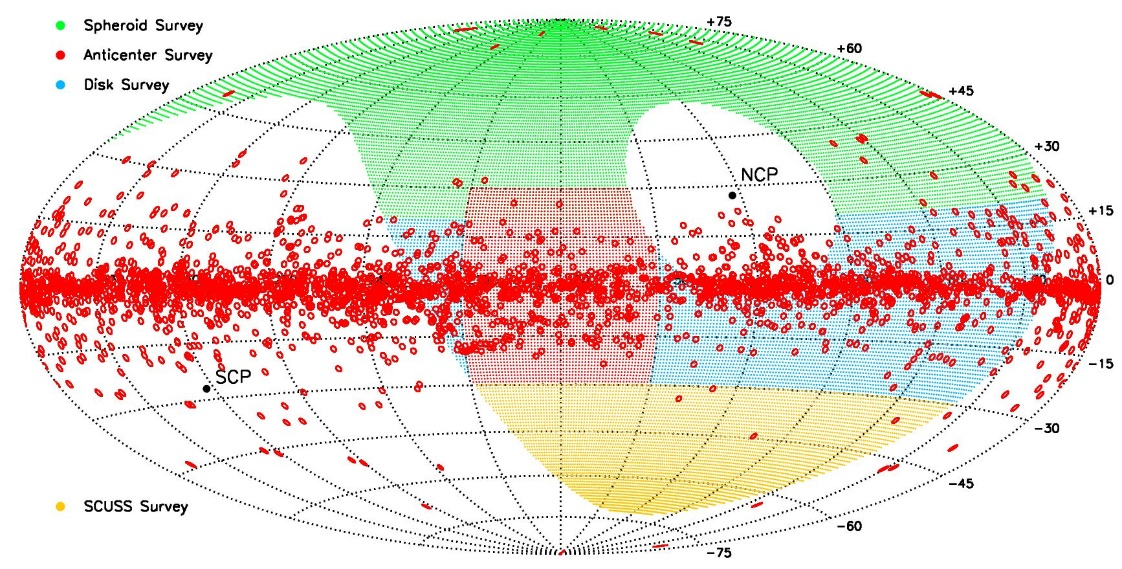 Spheroid Survey
Anticenter Survey
Disk Survey
+75
+60
+45
+30
NCP
+15
0
-15
SCP
-30
-45
SCUSS Survey
-60
-75